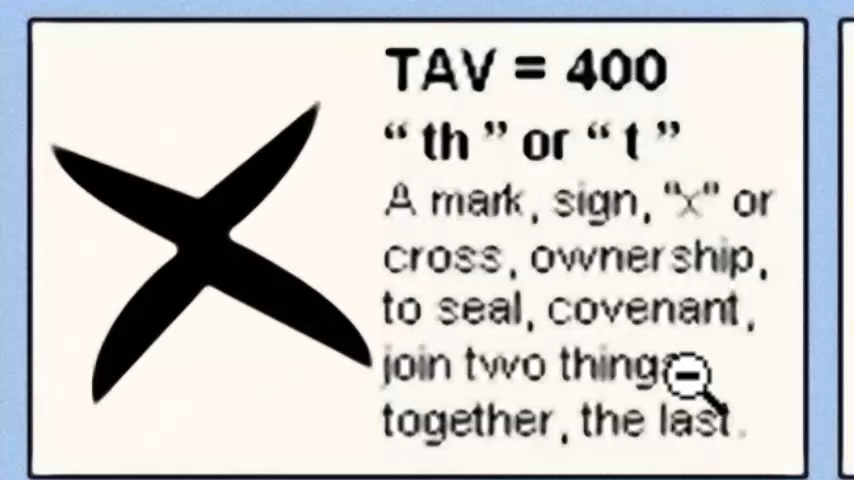 TAV = 400
“ th ” or “ t ”
A mark, sign, "x" or
cross, ownership,
to seal, covenant,
join two things
together, the last.